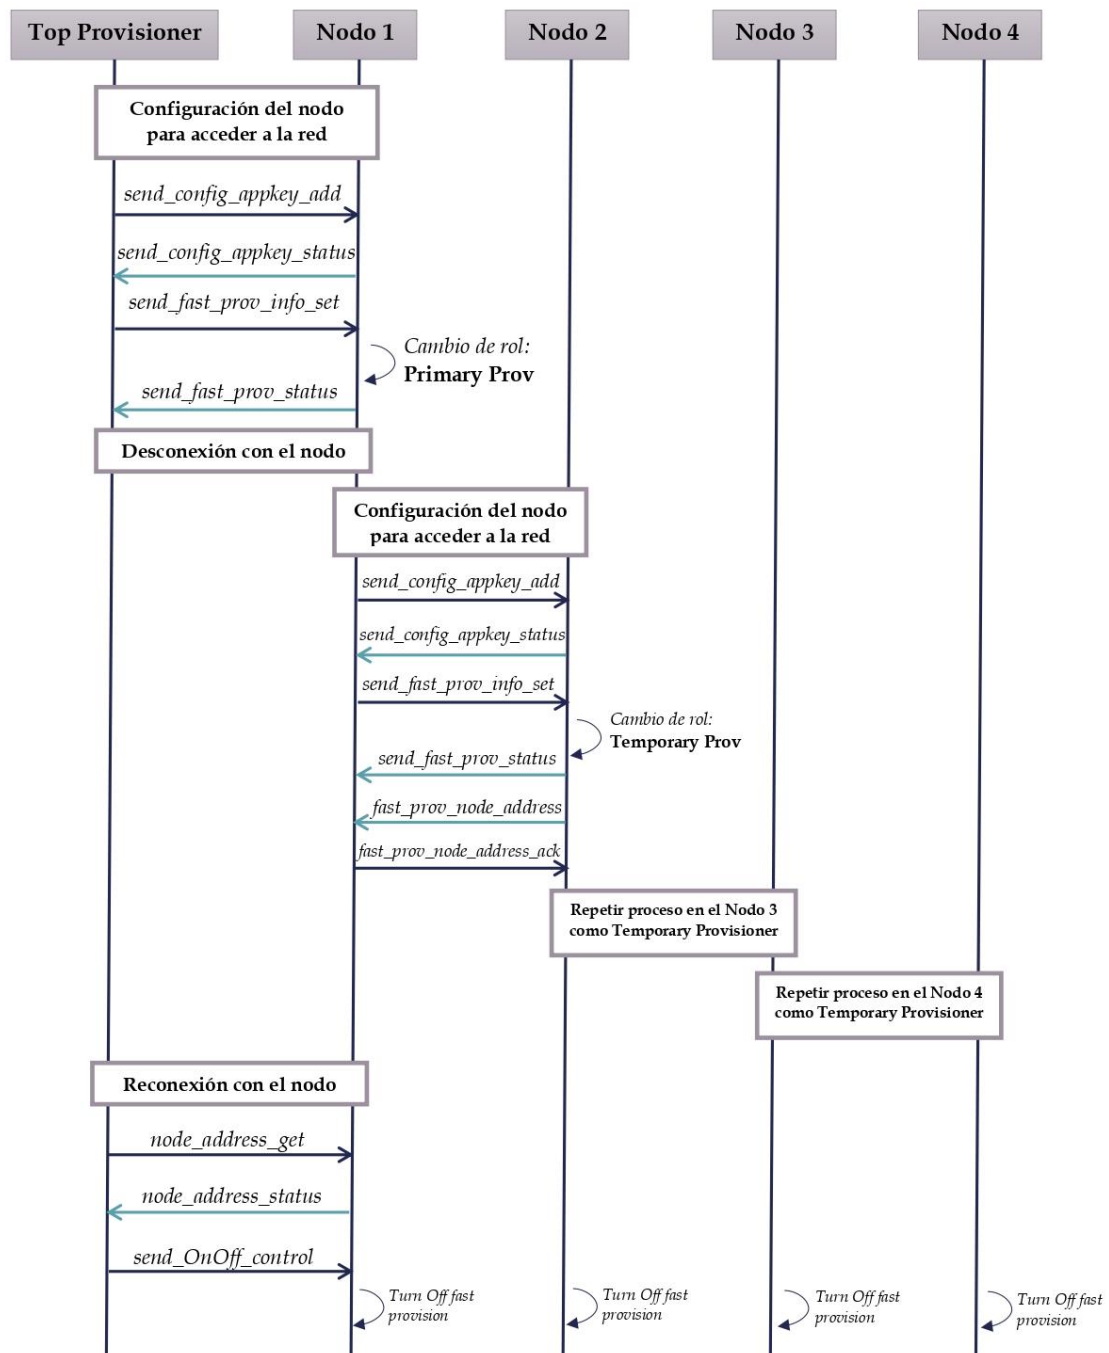 Top Provisioner
Nodo 1
Nodo 2
Nodo 3
Nodo 4
Configuración del nodo
para acceder a la red
send_config_appkey_add
send_config_appkey_status
send_fast_prov_info_set
Cambio de rol:
Primary Prov
send_fast_prov_status
Desconexión con el nodo
Configuración del nodo
para acceder a la red
send_config_appkey_add
send_config_appkey_status
send_fast_prov_info_set
Cambio de rol:
Temporary Prov
send_fast_prov_status
fast_prov_node_address
fast_prov_node_address_ack
Repetir proceso en el Nodo 3
como Temporary Provisioner
Repetir proceso en el Nodo 4
como Temporary Provisioner
Reconexión con el nodo
node_address_get
node_address_status
send_OnOff_control
Turn Off fast
provision
Turn Off fast
provision
Turn Off fast
provision
Turn Off fast
provision